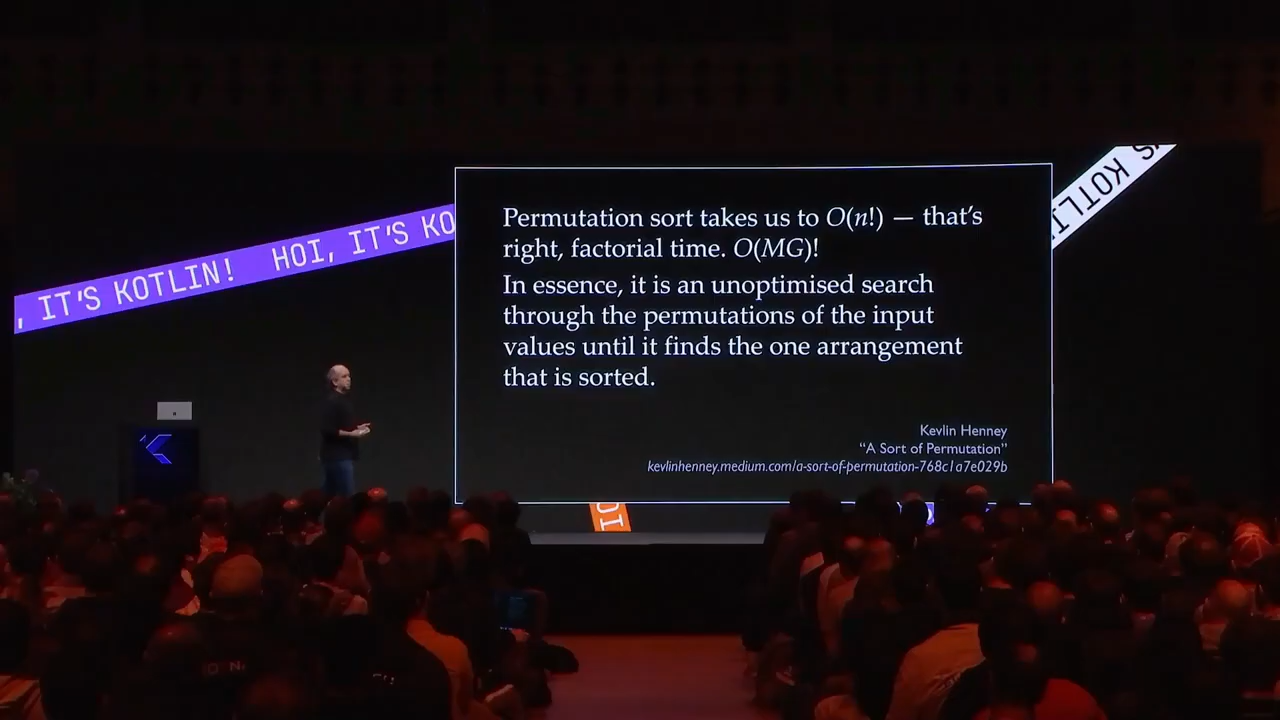 , IT'S KOTLIN! HOI, IT'S KO
Permutation sort takes us to O(n!) — that's
right, factorial time. O(MG)!
In essence, it is an unoptimised search
through the permutations of the input
values until it finds the one arrangement
that is sorted.
Kevlin Henney
“A Sort of Permutation”
kevlinhenney.medium.com/a-sort-of-permutation-768c1a7e029b
'S KOTLI
OI